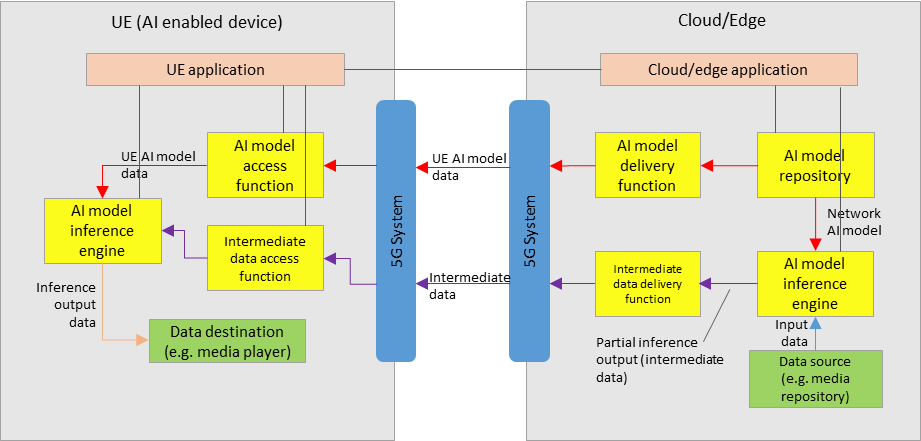 UE (AI enabled device)
Cloud/Edge
UE application
Cloud/edge application
AI model
access
function
UE AI model
data
UE AI model
data
AI model
delivery
function
AI model
repository
AI model
inference
engine
Intermediate
data access
function
5G System
5G System
Intermediate
data
Intermediate
data delivery
function
Network
AI model
AI model
inference
engine
Inference
output
data
Data destination
(e.g. media player)
Partial inference
output (intermediate
data)
Input
data
Data source
(e.g. media
repository)